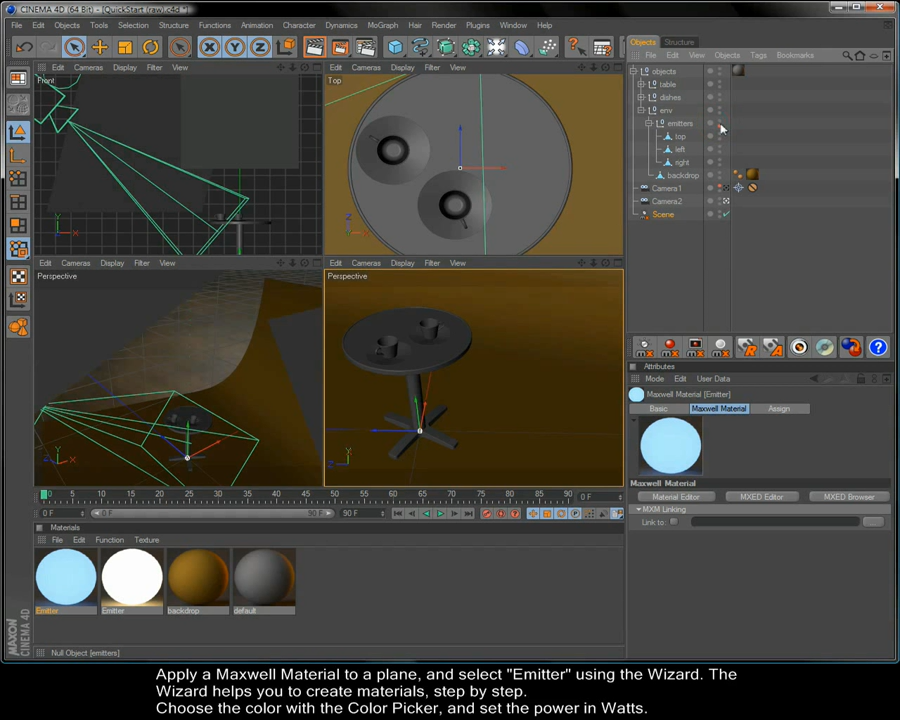 CINEMA 4D (64 Bit) - [QuickStart (raw).c4d *]
File Edit Objects Tools Selection Structure Functions Animation Character Dynamics MoGraph Hair Render Plugins Window Help
X Y Z
Edit Cameras Display Filter View
Front
Edit Cameras Display Filter View
Top
Edit Cameras Display Filter View
Perspective
Edit Cameras Display Filter View
Perspective
Objects Structure
File Edit View Objects Tags Bookmarks
objects
table
dishes
env
emitters
top
left
right
backdrop
Camera1
Camera2
Scene
mx mx mx mx R A ?
Attributes
Mode Edit User Data
Maxwell Material [Emitter]
Basic Maxwell Material Assign
Maxwell Material
Material Editor MXED Editor MXED Browser
MXM Linking
Link to:
0 5 10 15 20 25 30 35 40 45 50 55 60 65 70 75 80 85 90 0 F
0 F 0 F 90 F 90 F
Materials
File Edit Function Texture
Emitter Emitter backdrop default
MAXON
CINEMA 4D
Null Object [emitters]
Apply a Maxwell Material to a plane, and select "Emitter" using the Wizard. The
Wizard helps you to create materials, step by step.
Choose the color with the Color Picker, and set the power in Watts.